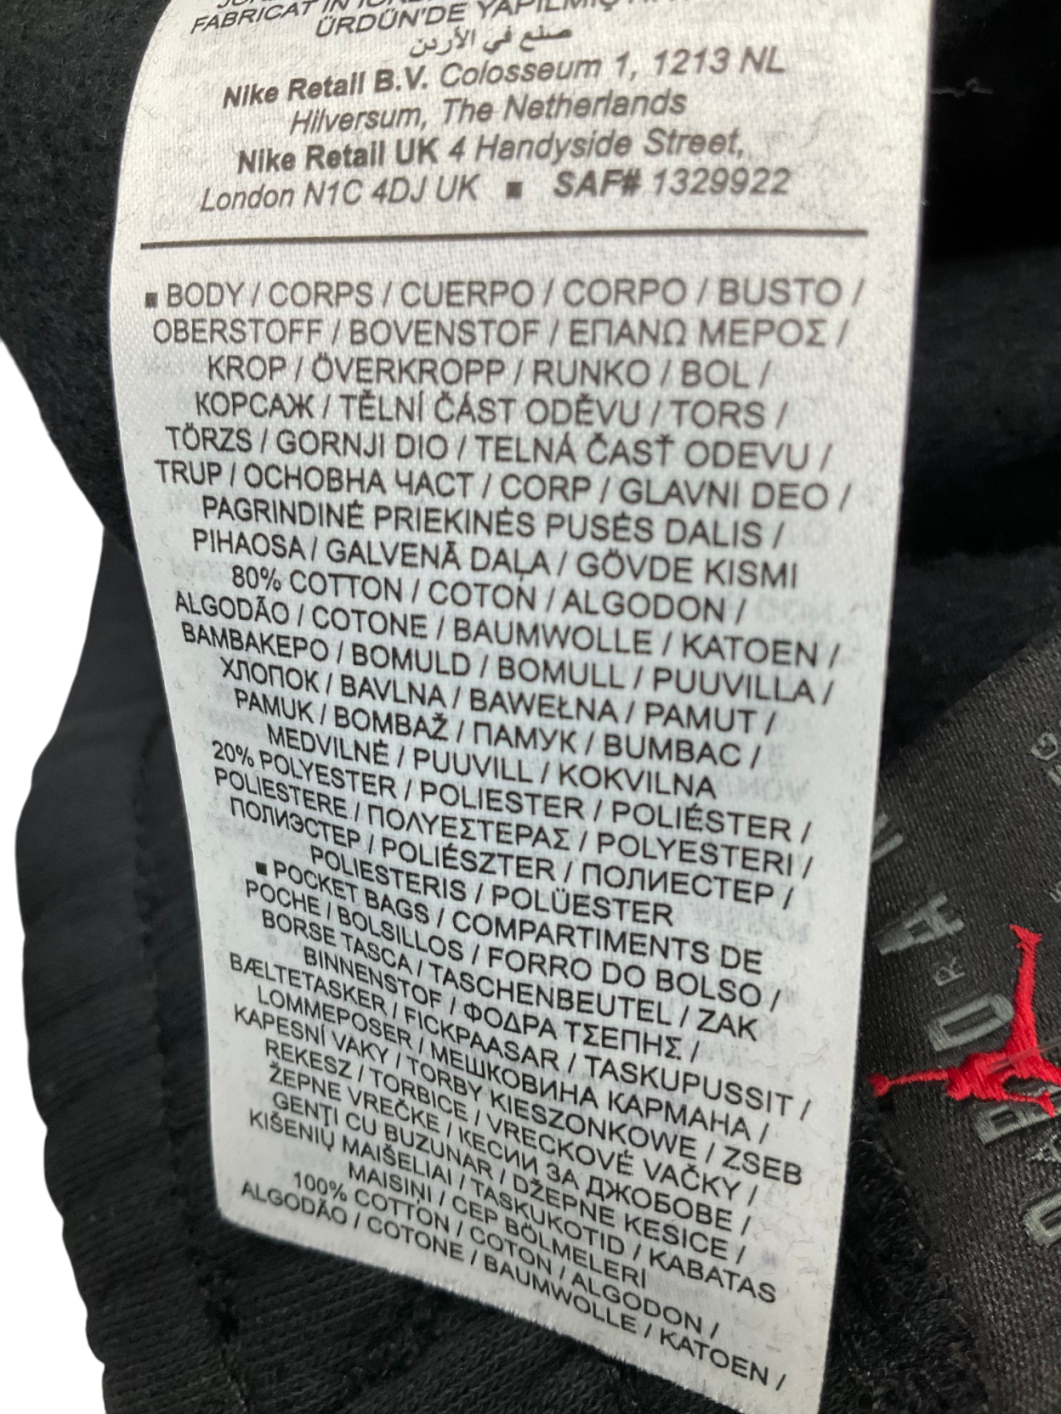 FABRICAT IN
ÜRDÜN'DE YAPILMIŞ
صنع في الأردن
Nike Retail B.V. Colosseum 1, 1213 NL
Hilversum, The Netherlands
Nike Retail UK 4 Handyside Street,
London N1C 4DJ UK ■ SAF# 1329922
■ BODY / CORPS / CUERPO / CORPO / BUSTO /
OBERSTOFF / BOVENSTOF / ΕΠΑΝΩ ΜΕΡΟΣ /
KROP / ÖVERKROPP / RUNKO / BOL /
КОРСАЖ / TĚLNÍ ČÁST ODĚVU / TORS /
TÖRZS / GORNJI DIO / TELNÁ ČASŤ ODEVU /
TRUP / ОСНОВНА ЧАСТ / CORP / GLAVNI DEO /
PAGRINDINĖ PRIEKINĖS PUSĖS DALIS /
PIHAOSA / GALVENĀ DAĻA / GÖVDE KISMI
80% COTTON / COTON / ALGODON /
ALGODÃO / COTONE / BAUMWOLLE / KATOEN /
ΒΑΜΒΑΚΕΡΟ / BOMULD / BOMULL / PUUVILLA /
ХЛОПОК / BAVLNA / BAWEŁNA / PAMUT /
PAMUK / BOMBAŽ / ПАМУК / BUMBAC /
MEDVILNĖ / PUUVILL / KOKVILNA
20% POLYESTER / POLIESTER / POLIÉSTER /
POLIESTERE / ΠΟΛΥΕΣΤΕΡΑΣ / POLYESTERI /
ПОЛИЭСТЕР / POLIÉSZTER / ПОЛИЕСТЕР /
POLIESTERIS / POLÜESTER
■ POCKET BAGS / COMPARTIMENTS DE
POCHE / BOLSILLOS / FORRO DO BOLSO /
BORSE TASCA / TASCHENBEUTEL / ZAK
BINNENSTOF / ΦΟΔΡΑ ΤΣΕΠΗΣ /
BÆLTETASKER / FICKPAASAR / TASKUPUSSIT /
LOMMEPOSER / МЕШКОВИНА КАРМАНА /
KAPESNÍ VAKY / TORBY KIESZONKOWE / ZSEB
REKESZ / TORBICE / VRECKOVÉ VAČKY /
ŽEPNE VREČKE / КЕСИИ ЗА ДЖОБОВЕ /
GENȚI CU BUZUNAR / DŽEPNE KESICE /
KIŠENIŲ MAIŠELIAI / TASKUKOTID / KABATAS
MAISIŅI / CEP BÖLMELERI
100% COTTON / COTON / ALGODON /
ALGODÃO / COTONE / BAUMWOLLE / KATOEN /